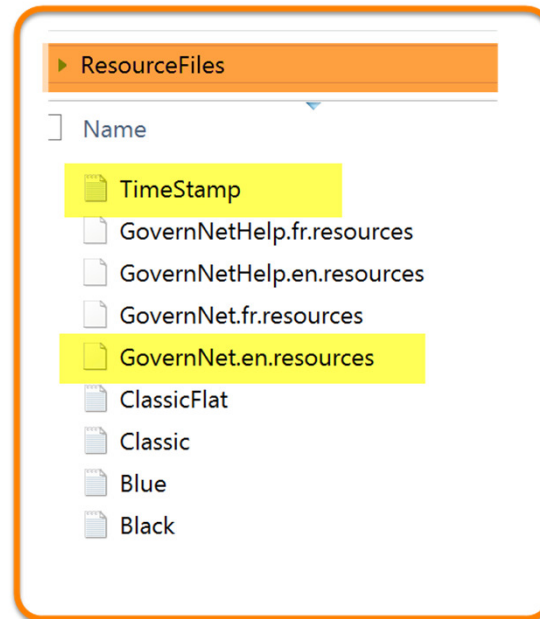 ResourceFiles
Name
TimeStamp
GovernNetHelp.fr.resources
GovernNetHelp.en.resources
GovernNet.fr.resources
GovernNet.en.resources
ClassicFlat
Classic
Blue
Black